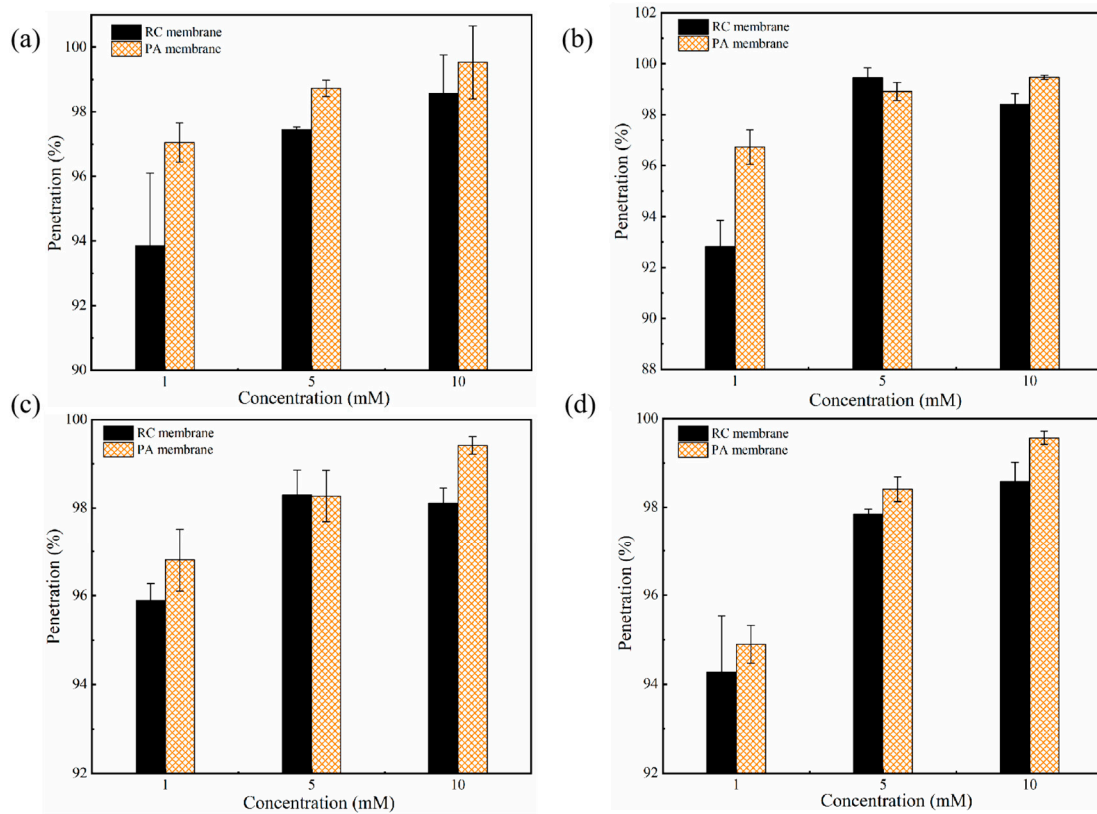 (a)
RC membrane
PA membrane
100
98
96
94
92
90
Penetration (%)
1
5
10
Concentration (mM)
(b)
RC membrane
PA membrane
102
100
98
96
94
92
90
88
Penetration (%)
1
5
10
Concentration (mM)
(c)
RC membrane
PA membrane
100
98
96
94
92
Penetration (%)
1
5
10
Concentration (mM)
(d)
RC membrane
PA membrane
100
98
96
94
92
Penetration (%)
1
5
10
Concentration (mM)